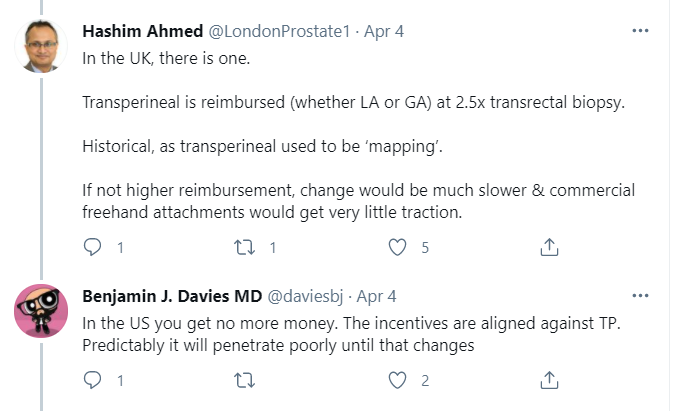 Hashim Ahmed @LondonProstate1 · Apr 4
In the UK, there is one.
Transperineal is reimbursed (whether LA or GA) at 2.5x transrectal biopsy.
Historical, as transperineal used to be ‘mapping’.
If not higher reimbursement, change would be much slower & commercial
freehand attachments would get very little traction.
1 1 5
Benjamin J. Davies MD @daviesbj · Apr 4
In the US you get no more money. The incentives are aligned against TP.
Predictably it will penetrate poorly until that changes
1 2